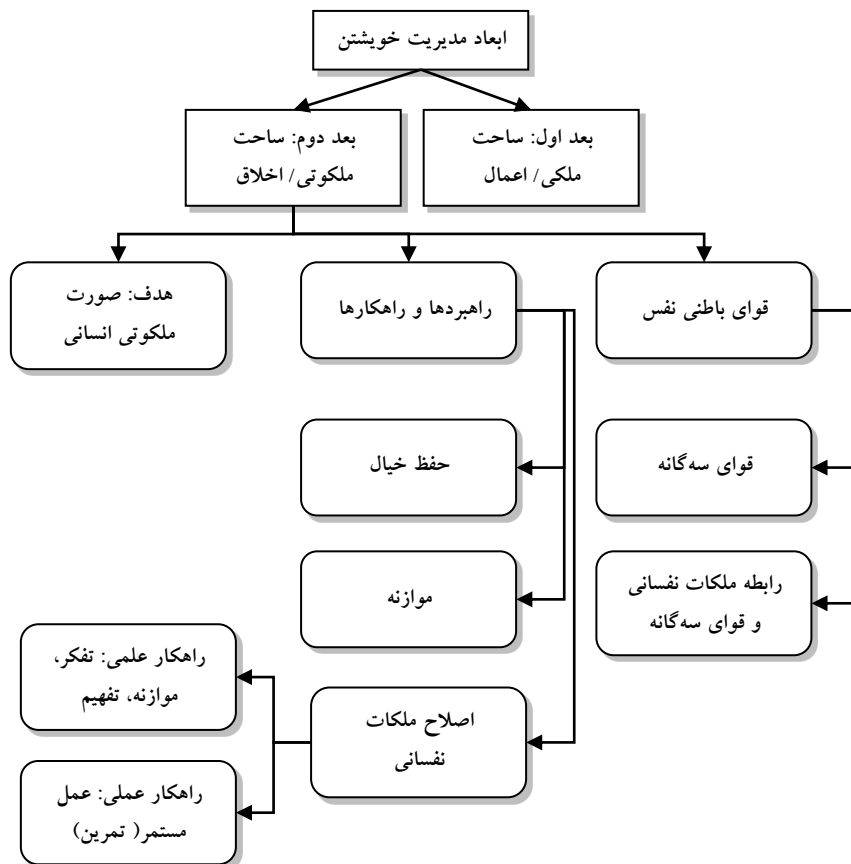 ابعاد مدیریت خویشتن
بعد اول: ساحت
ملکی/ اعمال
بعد دوم: ساحت
ملکوتی/ اخلاق
قوای باطنی نفس
راهبردها و راهکارها
هدف: صورت
ملکوتی انسانی
قوای سه‌گانه
حفظ خیال
رابطه ملکات نفسانی
و قوای سه‌گانه
موازنه
اصلاح ملکات
نفسانی
راهکار علمی: تفکر،
موازنه، تفهیم
راهکار عملی: عمل
مستمر( تمرین)